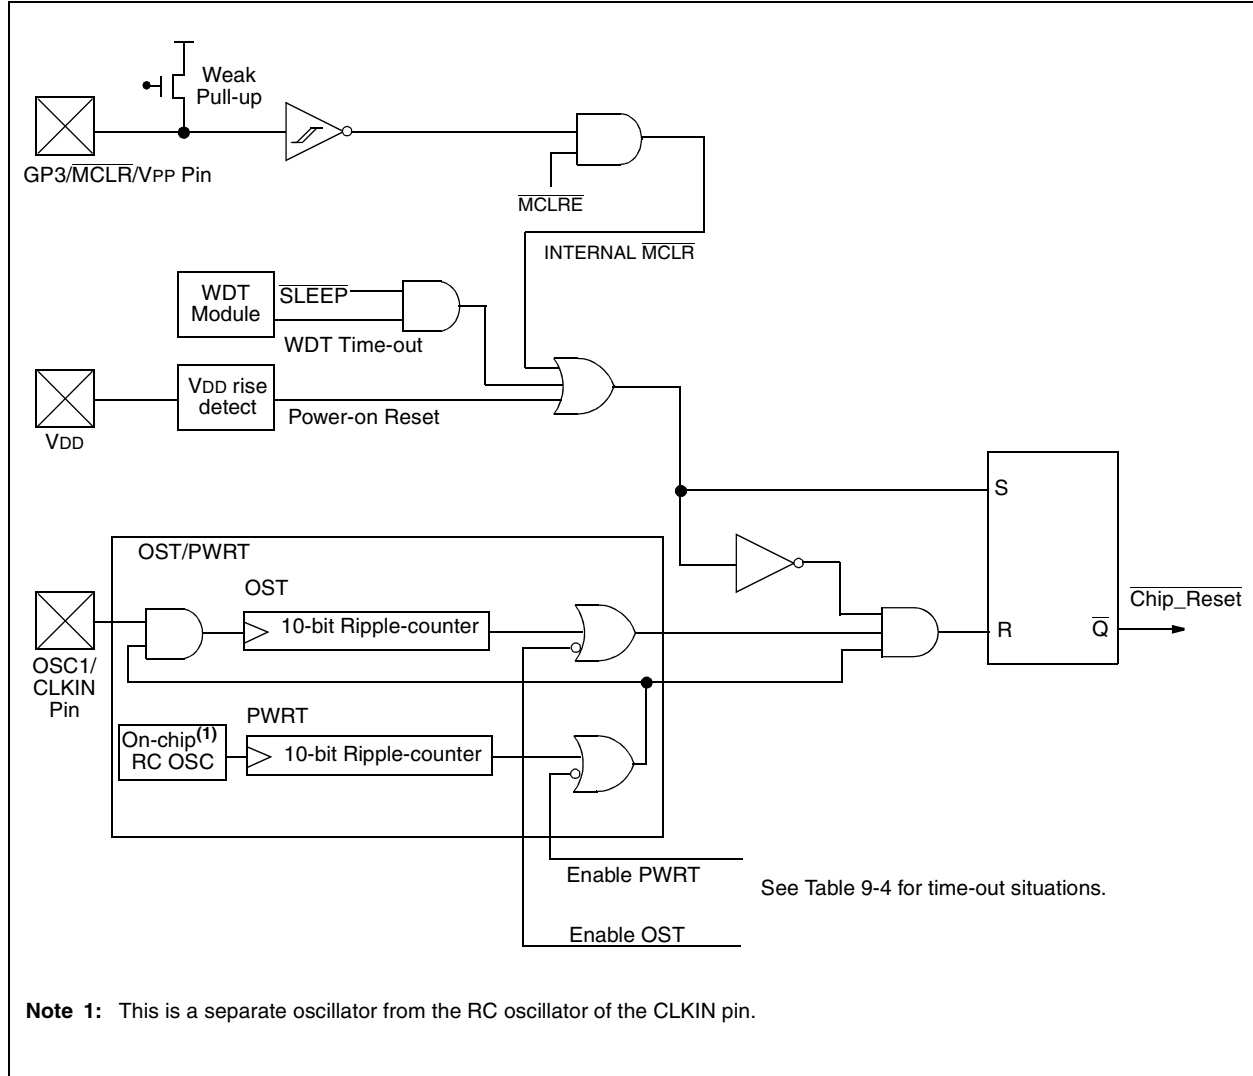 Weak
Pull-up
GP3/MCLR/VPP Pin
MCLRE
INTERNAL MCLR
WDT
Module
SLEEP
WDT Time-out
VDD rise
detect
Power-on Reset
VDD
S
OST/PWRT
OST
10-bit Ripple-counter
Chip_Reset
R
Q
OSC1/
CLKIN
Pin
PWRT
On-chip(1)
RC OSC
10-bit Ripple-counter
Enable PWRT
See Table 9-4 for time-out situations.
Enable OST
Note 1: This is a separate oscillator from the RC oscillator of the CLKIN pin.